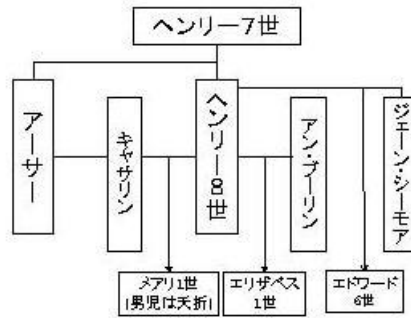 ヘンリー7世
アーサー
キャサリン
ヘンリー8世
アン・ブーリン
ジェーン・シーモア
メアリ1世
(男児は夭折)
エリザベス
1世
エドワード
6世